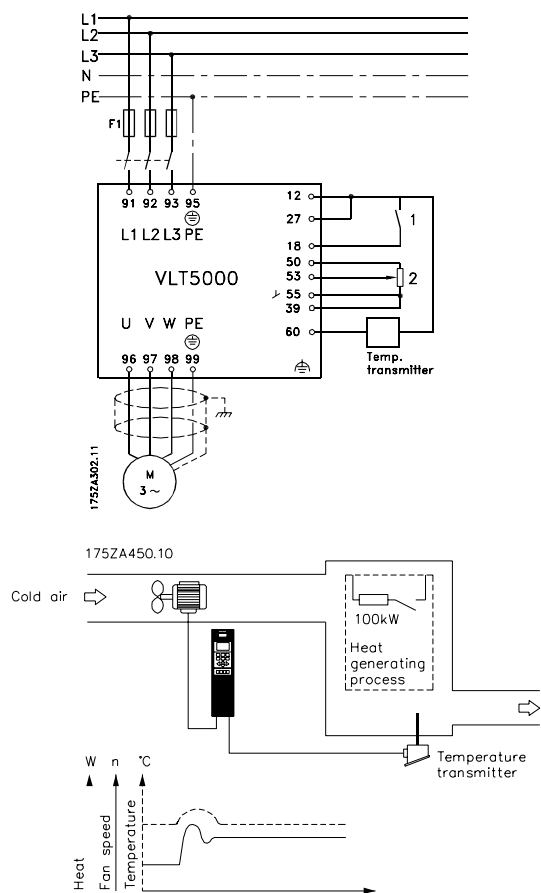 L1
L2
L3
N
PE
F1
91 92 93 95
L1 L2 L3 PE
VLT5000
U V W PE
96 97 98 99
12
27
18
50
53
55
39
60
1
2
Temp.
transmitter
M
3 ~
175ZA302.11
175ZA450.10
Cold air
100kW
Heat
generating
process
Temperature
transmitter
W n °C
Heat
Fan speed
Temperature